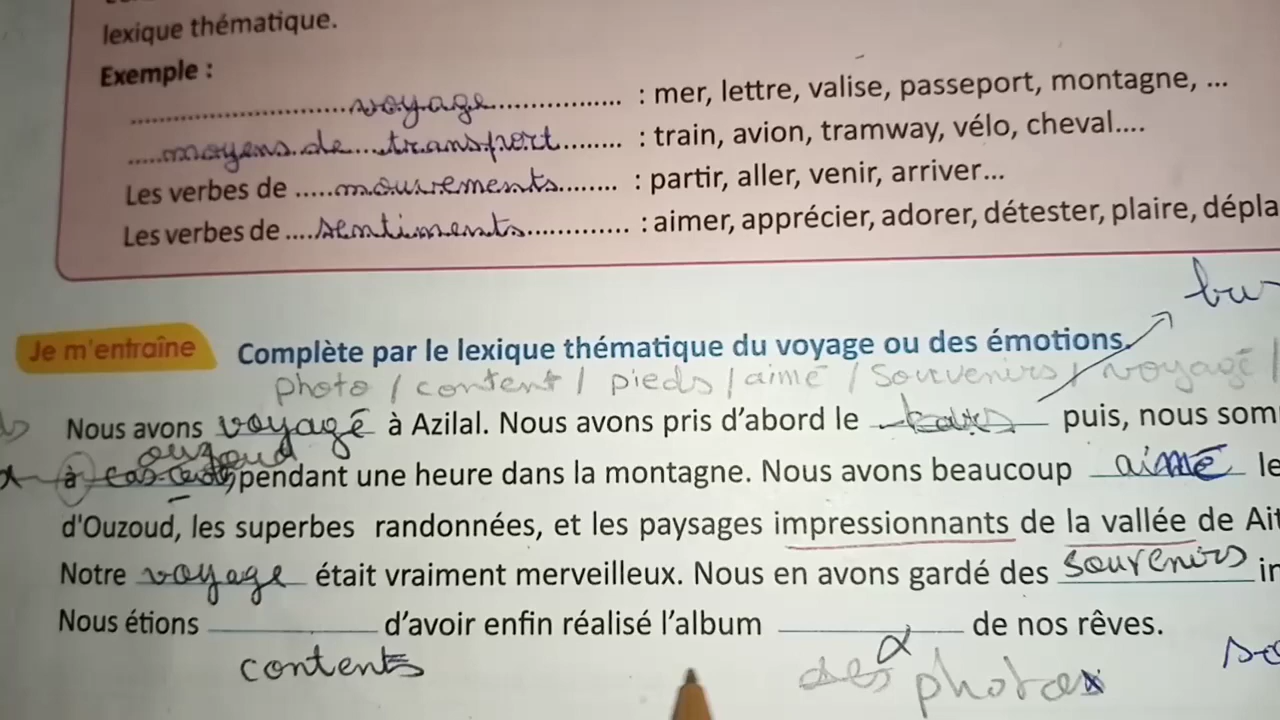 lexique thématique.
Exemple :
voyage : mer, lettre, valise, passeport, montagne, ...
moyens de transport : train, avion, tramway, vélo, cheval....
Les verbes de mouvements : partir, aller, venir, arriver...
Les verbes de sentiments : aimer, apprécier, adorer, détester, plaire, dépla
bus
Je m'entraîne Complète par le lexique thématique du voyage ou des émotions.
photo / content / pieds / aimé / Souvenirs / voyagé /
Nous avons voyagé à Azilal. Nous avons pris d'abord le puis, nous som
ouzoud
à pendant une heure dans la montagne. Nous avons beaucoup aimé le
d'Ouzoud, les superbes randonnées, et les paysages impressionnants de la vallée de Ait
Notre voyage était vraiment merveilleux. Nous en avons gardé des souvenirs in
Nous étions d'avoir enfin réalisé l'album de nos rêves.
contents des photos